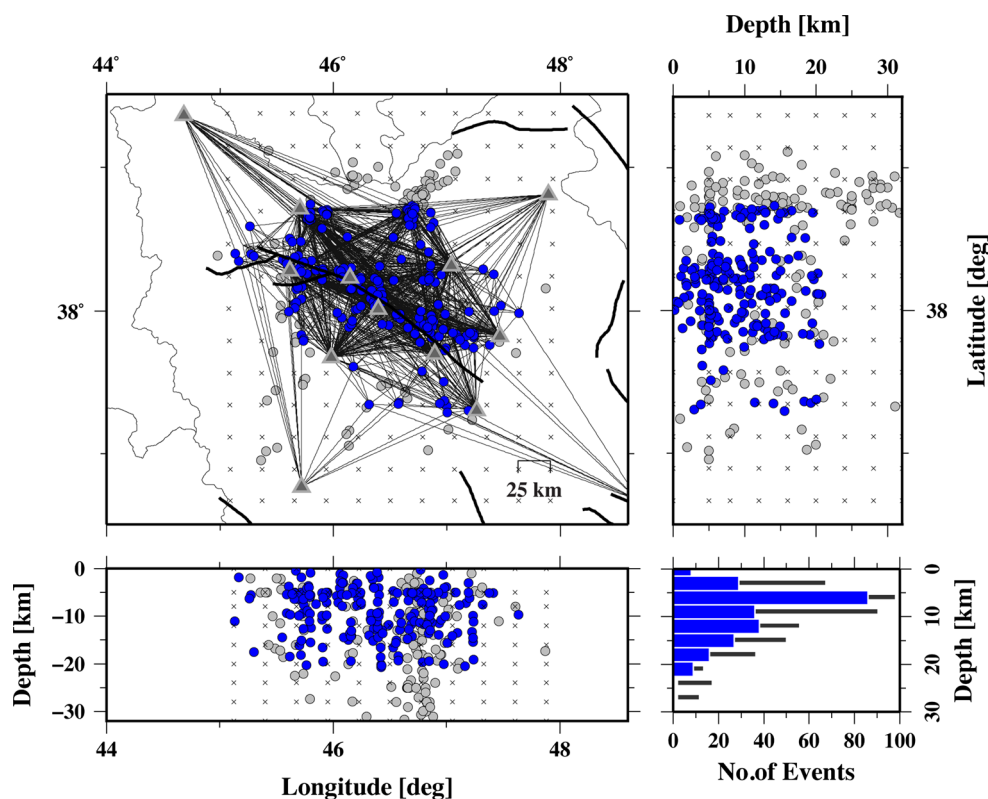 Depth [km]
44° 46° 48° 0 10 20 30
38° 38
Latitude [deg]
25 km
0 0
−10 10
−20 20
−30 30
Depth [km] Depth [km]
44 46 48 0 20 40 60 80 100
Longitude [deg] No.of Events